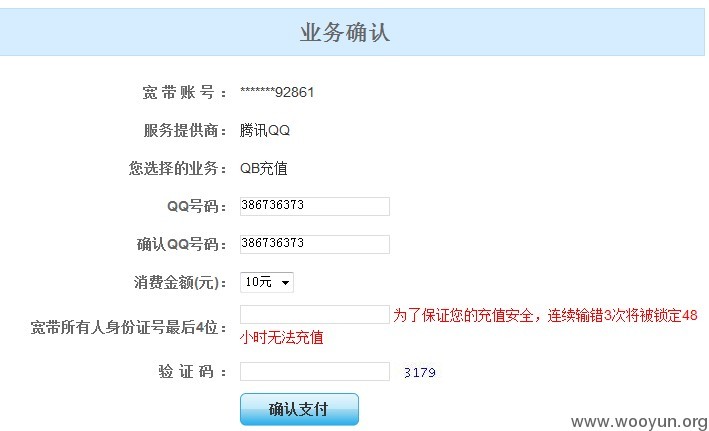 业务确认
宽 带 账 号 ： *******92861
服务提供商： 腾讯QQ
您选择的业务： QB充值
QQ号码： 386736373
确认QQ号码： 386736373
消费金额(元)： 10元
宽带所有人身份证号最后4位： 为了保证您的充值安全，连续输错3次将被锁定48
小时无法充值
验 证 码 ： 3179
确认支付
www.wooyun.org